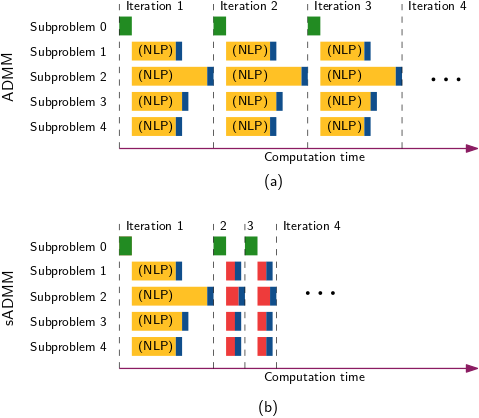 Iteration 1 Iteration 2 Iteration 3 Iteration 4
Subproblem 0
Subproblem 1 (NLP) (NLP) (NLP)
Subproblem 2 (NLP) (NLP) (NLP)
Subproblem 3 (NLP) (NLP) (NLP)
Subproblem 4 (NLP) (NLP) (NLP)
ADMM
Computation time
(a)
Iteration 1 2 3 Iteration 4
Subproblem 0
Subproblem 1 (NLP)
Subproblem 2 (NLP)
Subproblem 3 (NLP)
Subproblem 4 (NLP)
sADMM
Computation time
(b)